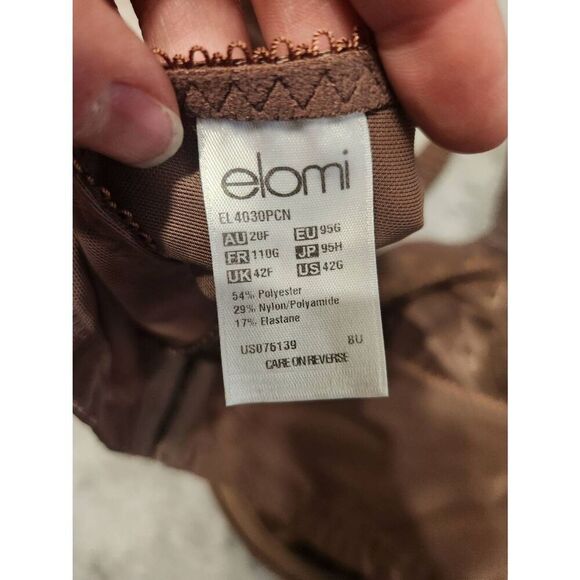 elomi
EL4030PCN
AU 20F EU 95G
FR 110G JP 95H
UK 42F US 42G
54% Polyester
29% Nylon/Polyamide
17% Elastane
US076139 8U
CARE ON REVERSE